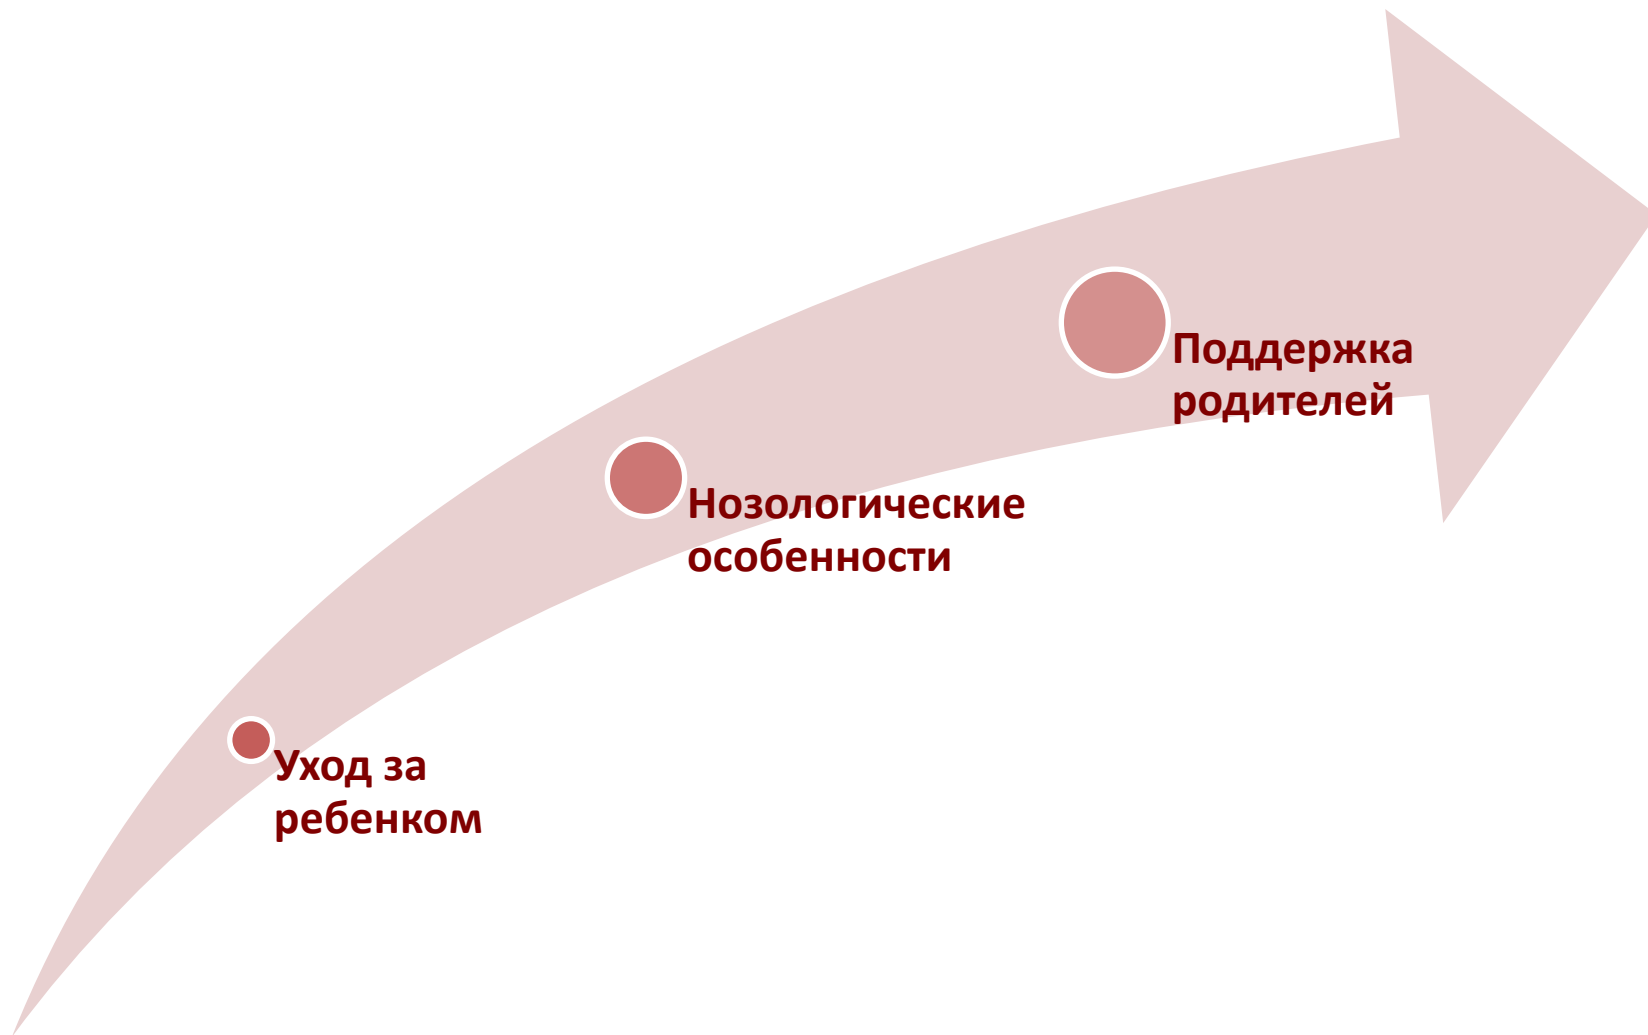 Поддержка
родителей
Нозологические
особенности
Уход за
ребенком